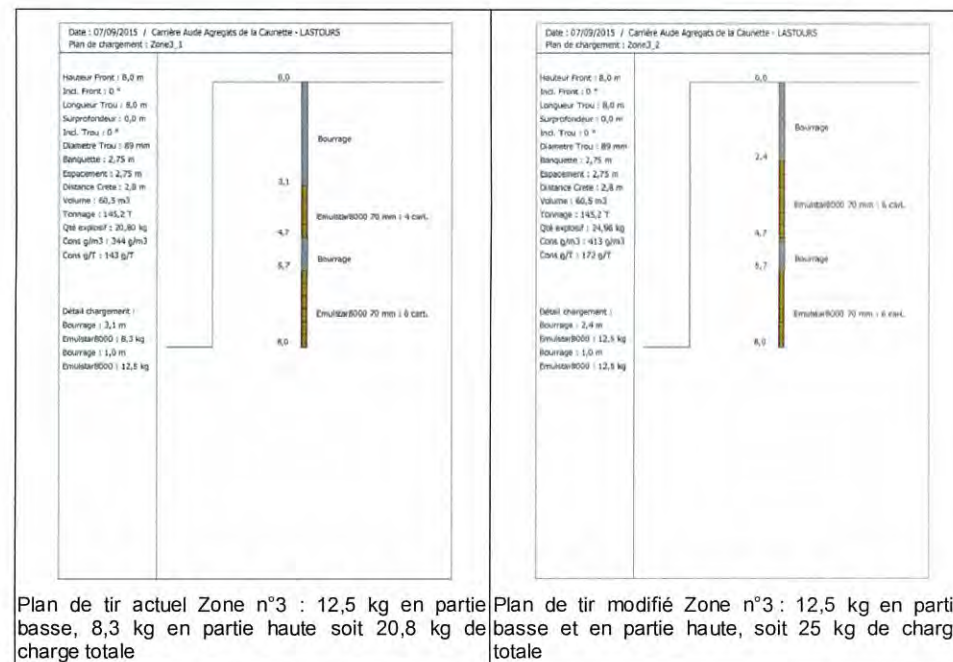 Date : 07/09/2015 / Carrière Aude Agregats de la Caunette - LASTOURS
Plan de chargement : Zone3_1
Hauteur Front : 8,0 m
Incl. Front : 0 °
Longueur Trou : 8,0 m
Surprofondeur : 0,0 m
Incl. Trou : 0 °
Diametre Trou : 89 mm
Banquette : 2,75 m
Espacement : 2,75 m
Distance Crete : 2,8 m
Volume : 60,5 m3
Tonnage : 145,2 T
Qté explosif : 20,80 kg
Cons g/m3 : 344 g/m3
Cons g/T : 143 g/T
Détail chargement :
Bourrage : 3,1 m
Emulstar8000 : 8,3 kg
Bourrage : 1,0 m
Emulstar8000 : 12,5 kg
0,0
Bourrage
3,1
Emulstar8000 70 mm : 4 cart.
4,7
Bourrage
5,7
Emulstar8000 70 mm : 6 cart.
8,0
Plan de tir actuel Zone n°3 : 12,5 kg en partie
basse, 8,3 kg en partie haute soit 20,8 kg de
charge totale
Date : 07/09/2015 / Carrière Aude Agregats de la Caunette - LASTOURS
Plan de chargement : Zone3_2
Hauteur Front : 8,0 m
Incl. Front : 0 °
Longueur Trou : 8,0 m
Surprofondeur : 0,0 m
Incl. Trou : 0 °
Diametre Trou : 89 mm
Banquette : 2,75 m
Espacement : 2,75 m
Distance Crete : 2,8 m
Volume : 60,5 m3
Tonnage : 145,2 T
Qté explosif : 24,96 kg
Cons g/m3 : 413 g/m3
Cons g/T : 172 g/T
Détail chargement :
Bourrage : 2,4 m
Emulstar8000 : 12,5 kg
Bourrage : 1,0 m
Emulstar8000 : 12,5 kg
0,0
Bourrage
2,4
Emulstar8000 70 mm : 6 cart.
4,7
Bourrage
5,7
Emulstar8000 70 mm : 6 cart.
8,0
Plan de tir modifié Zone n°3 : 12,5 kg en parti
basse et en partie haute, soit 25 kg de charg
totale